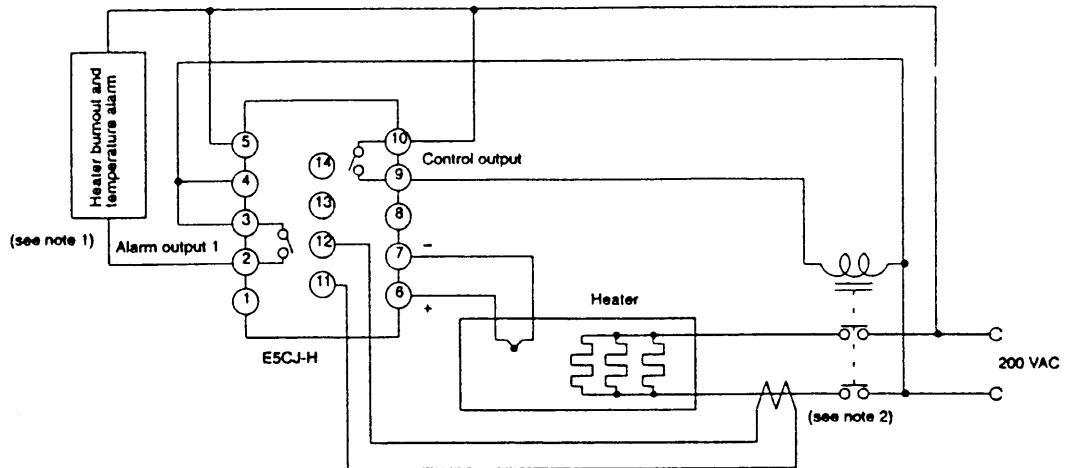 Heater burnout and
temperature alarm
(see note 1)
Alarm output 1
5
4
3
2
1
14
13
12
11
10
9
8
7
6
−
+
Control output
E5CJ-H
Heater
200 VAC
(see note 2)